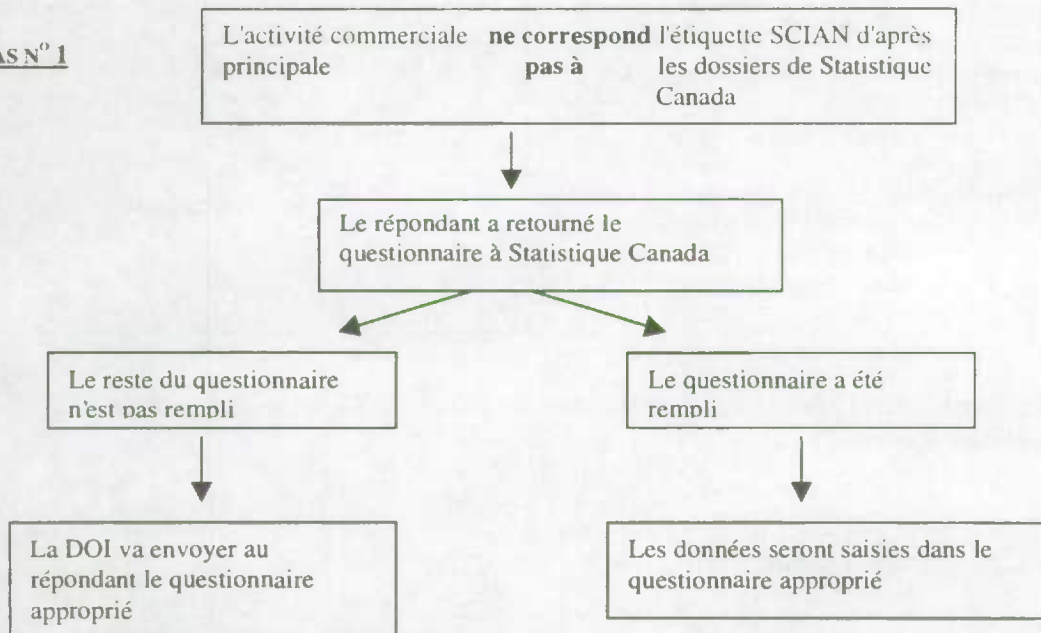 AS Nº 1
L'activité commerciale ne correspond l'étiquette SCIAN d'après
principale pas à les dossiers de Statistique
Canada
Le répondant a retourné le
questionnaire à Statistique Canada
Le reste du questionnaire
n'est pas rempli
Le questionnaire a été
rempli
La DOI va envoyer au
répondant le questionnaire
approprié
Les données seront saisies dans le
questionnaire approprié